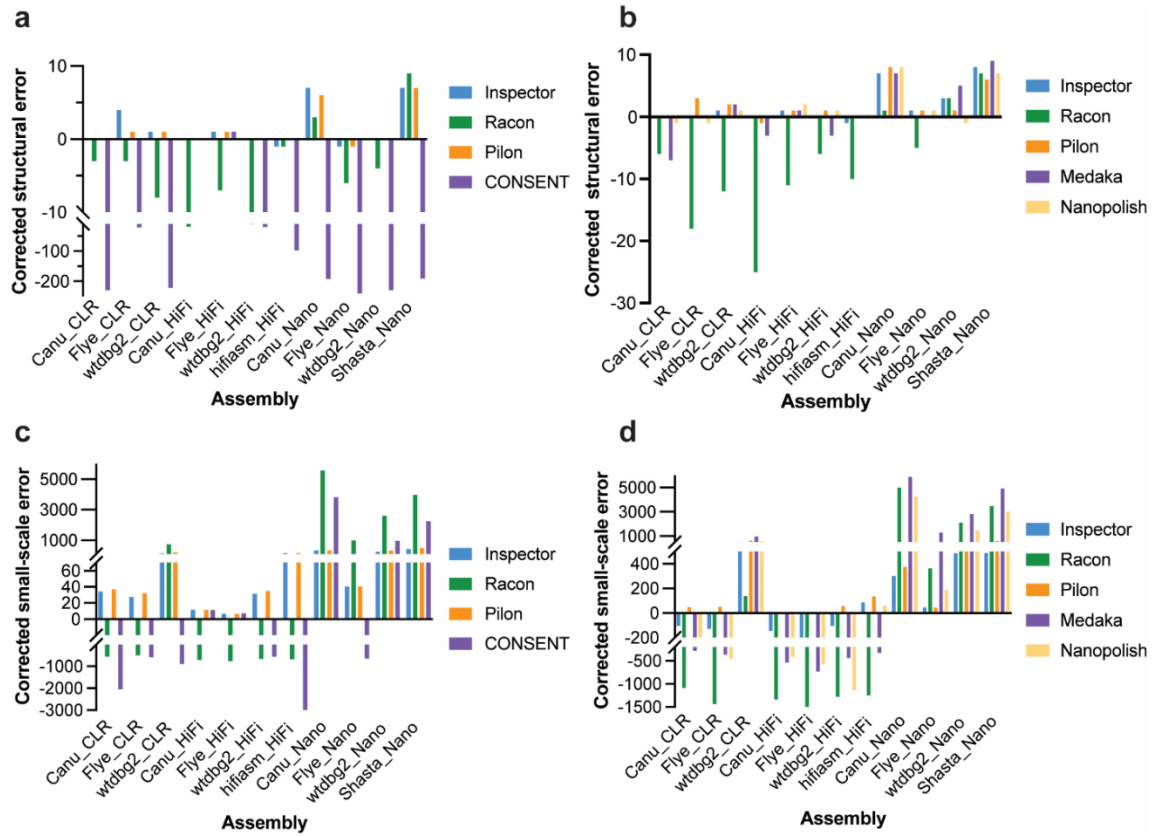 a
Corrected structural error
10
0
-10
-100
-200
Canu_CLR
Flye_CLR
wtdbg2_CLR
Canu_HiFi
Flye_HiFi
wtdbg2_HiFi
hifiasm_HiFi
Canu_Nano
Flye_Nano
wtdbg2_Nano
Shasta_Nano
Assembly
Inspector
Racon
Pilon
CONSENT
b
Corrected structural error
10
0
-10
-20
-30
Canu_CLR
Flye_CLR
wtdbg2_CLR
Canu_HiFi
Flye_HiFi
wtdbg2_HiFi
hifiasm_HiFi
Canu_Nano
Flye_Nano
wtdbg2_Nano
Shasta_Nano
Assembly
Inspector
Racon
Pilon
Medaka
Nanopolish
c
Corrected small-scale error
5000
3000
1000
60
40
20
0
-1000
-2000
-3000
Canu_CLR
Flye_CLR
wtdbg2_CLR
Canu_HiFi
Flye_HiFi
wtdbg2_HiFi
hifiasm_HiFi
Canu_Nano
Flye_Nano
wtdbg2_Nano
Shasta_Nano
Assembly
Inspector
Racon
Pilon
CONSENT
d
Corrected small-scale error
5000
3000
1000
400
200
0
-200
-500
-1000
-1500
Canu_CLR
Flye_CLR
wtdbg2_CLR
Canu_HiFi
Flye_HiFi
wtdbg2_HiFi
hifiasm_HiFi
Canu_Nano
Flye_Nano
wtdbg2_Nano
Shasta_Nano
Assembly
Inspector
Racon
Pilon
Medaka
Nanopolish